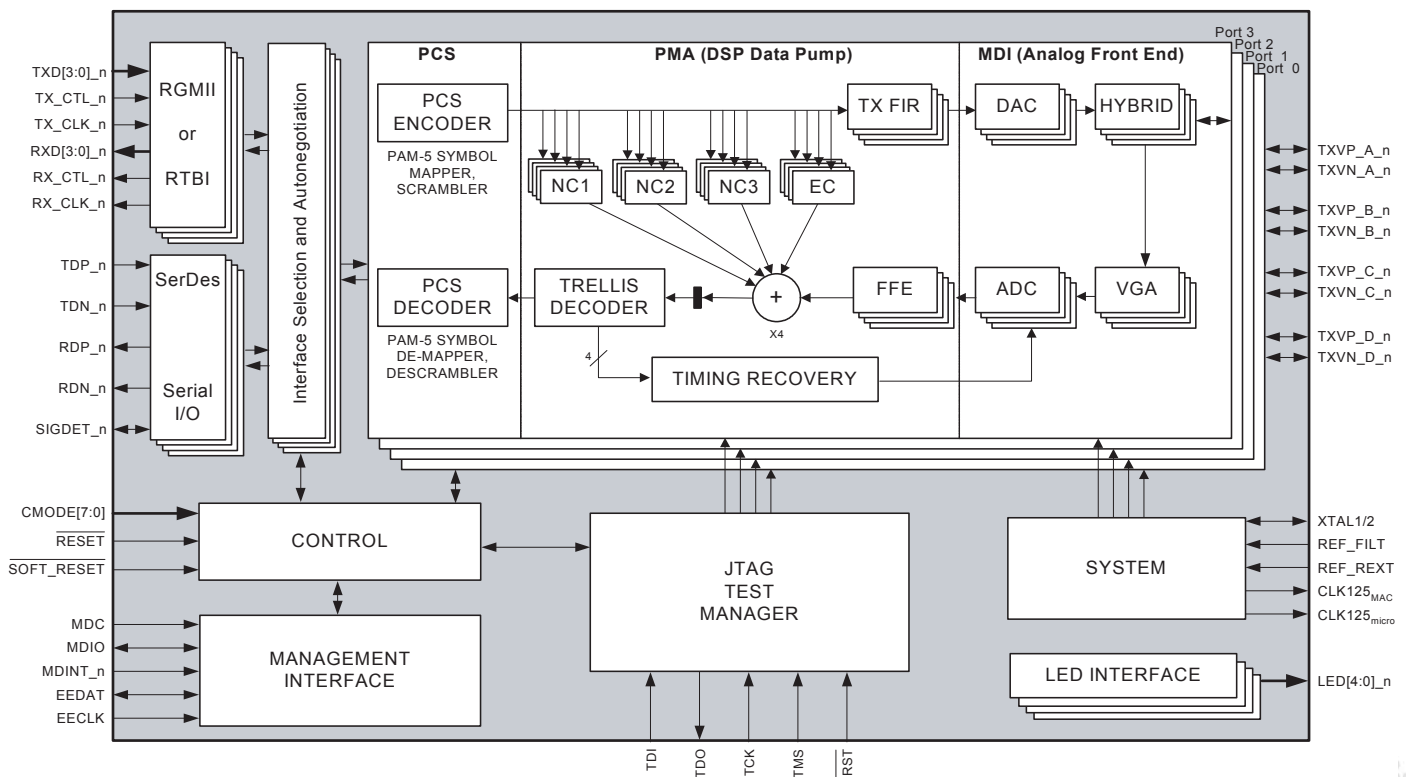 Port 3
Port 2
Port 1
Port 0
TXD[3:0]_n
TX_CTL_n
TX_CLK_n
RXD[3:0]_n
RX_CTL_n
RX_CLK_n
RGMII
or
RTBI
TDP_n
TDN_n
RDP_n
RDN_n
SIGDET_n
SerDes
Serial
I/O
Interface Selection and Autonegotiation
PCS
PMA (DSP Data Pump)
MDI (Analog Front End)
PCS
ENCODER
PAM-5 SYMBOL
MAPPER,
SCRAMBLER
TX FIR
DAC
HYBRID
NC1
NC2
NC3
EC
PCS
DECODER
PAM-5 SYMBOL
DE-MAPPER,
DESCRAMBLER
TRELLIS
DECODER
+
X4
FFE
ADC
VGA
4
TIMING RECOVERY
TXVP_A_n
TXVN_A_n
TXVP_B_n
TXVN_B_n
TXVP_C_n
TXVN_C_n
TXVP_D_n
TXVN_D_n
CMODE[7:0]
RESET
SOFT_RESET
CONTROL
MDC
MDIO
MDINT_n
EEDAT
EECLK
MANAGEMENT
INTERFACE
JTAG
TEST
MANAGER
TDI
TDO
TCK
TMS
RST
SYSTEM
XTAL1/2
REF_FILT
REF_REXT
CLK125MAC
CLK125micro
LED INTERFACE
LED[4:0]_n